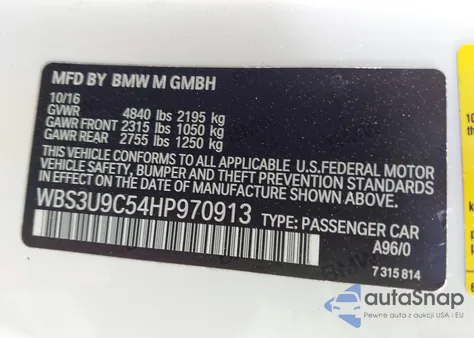 MFD BY BMW M GMBH
10/16
GVWR 4840 lbs 2195 kg
GAWR FRONT 2315 lbs 1050 kg
GAWR REAR 2755 lbs 1250 kg
THIS VEHICLE CONFORMS TO ALL APPLICABLE U.S.FEDERAL MOTOR
VEHICLE SAFETY, BUMPER AND THEFT PREVENTION STANDARDS
IN EFFECT ON THE DATE OF MANUFACTURE SHOWN ABOVE.
WBS3U9C54HP970913 TYPE: PASSENGER CAR
A96/0
7 315 814
autoSnap
Pewne auta z aukcji USA i EU